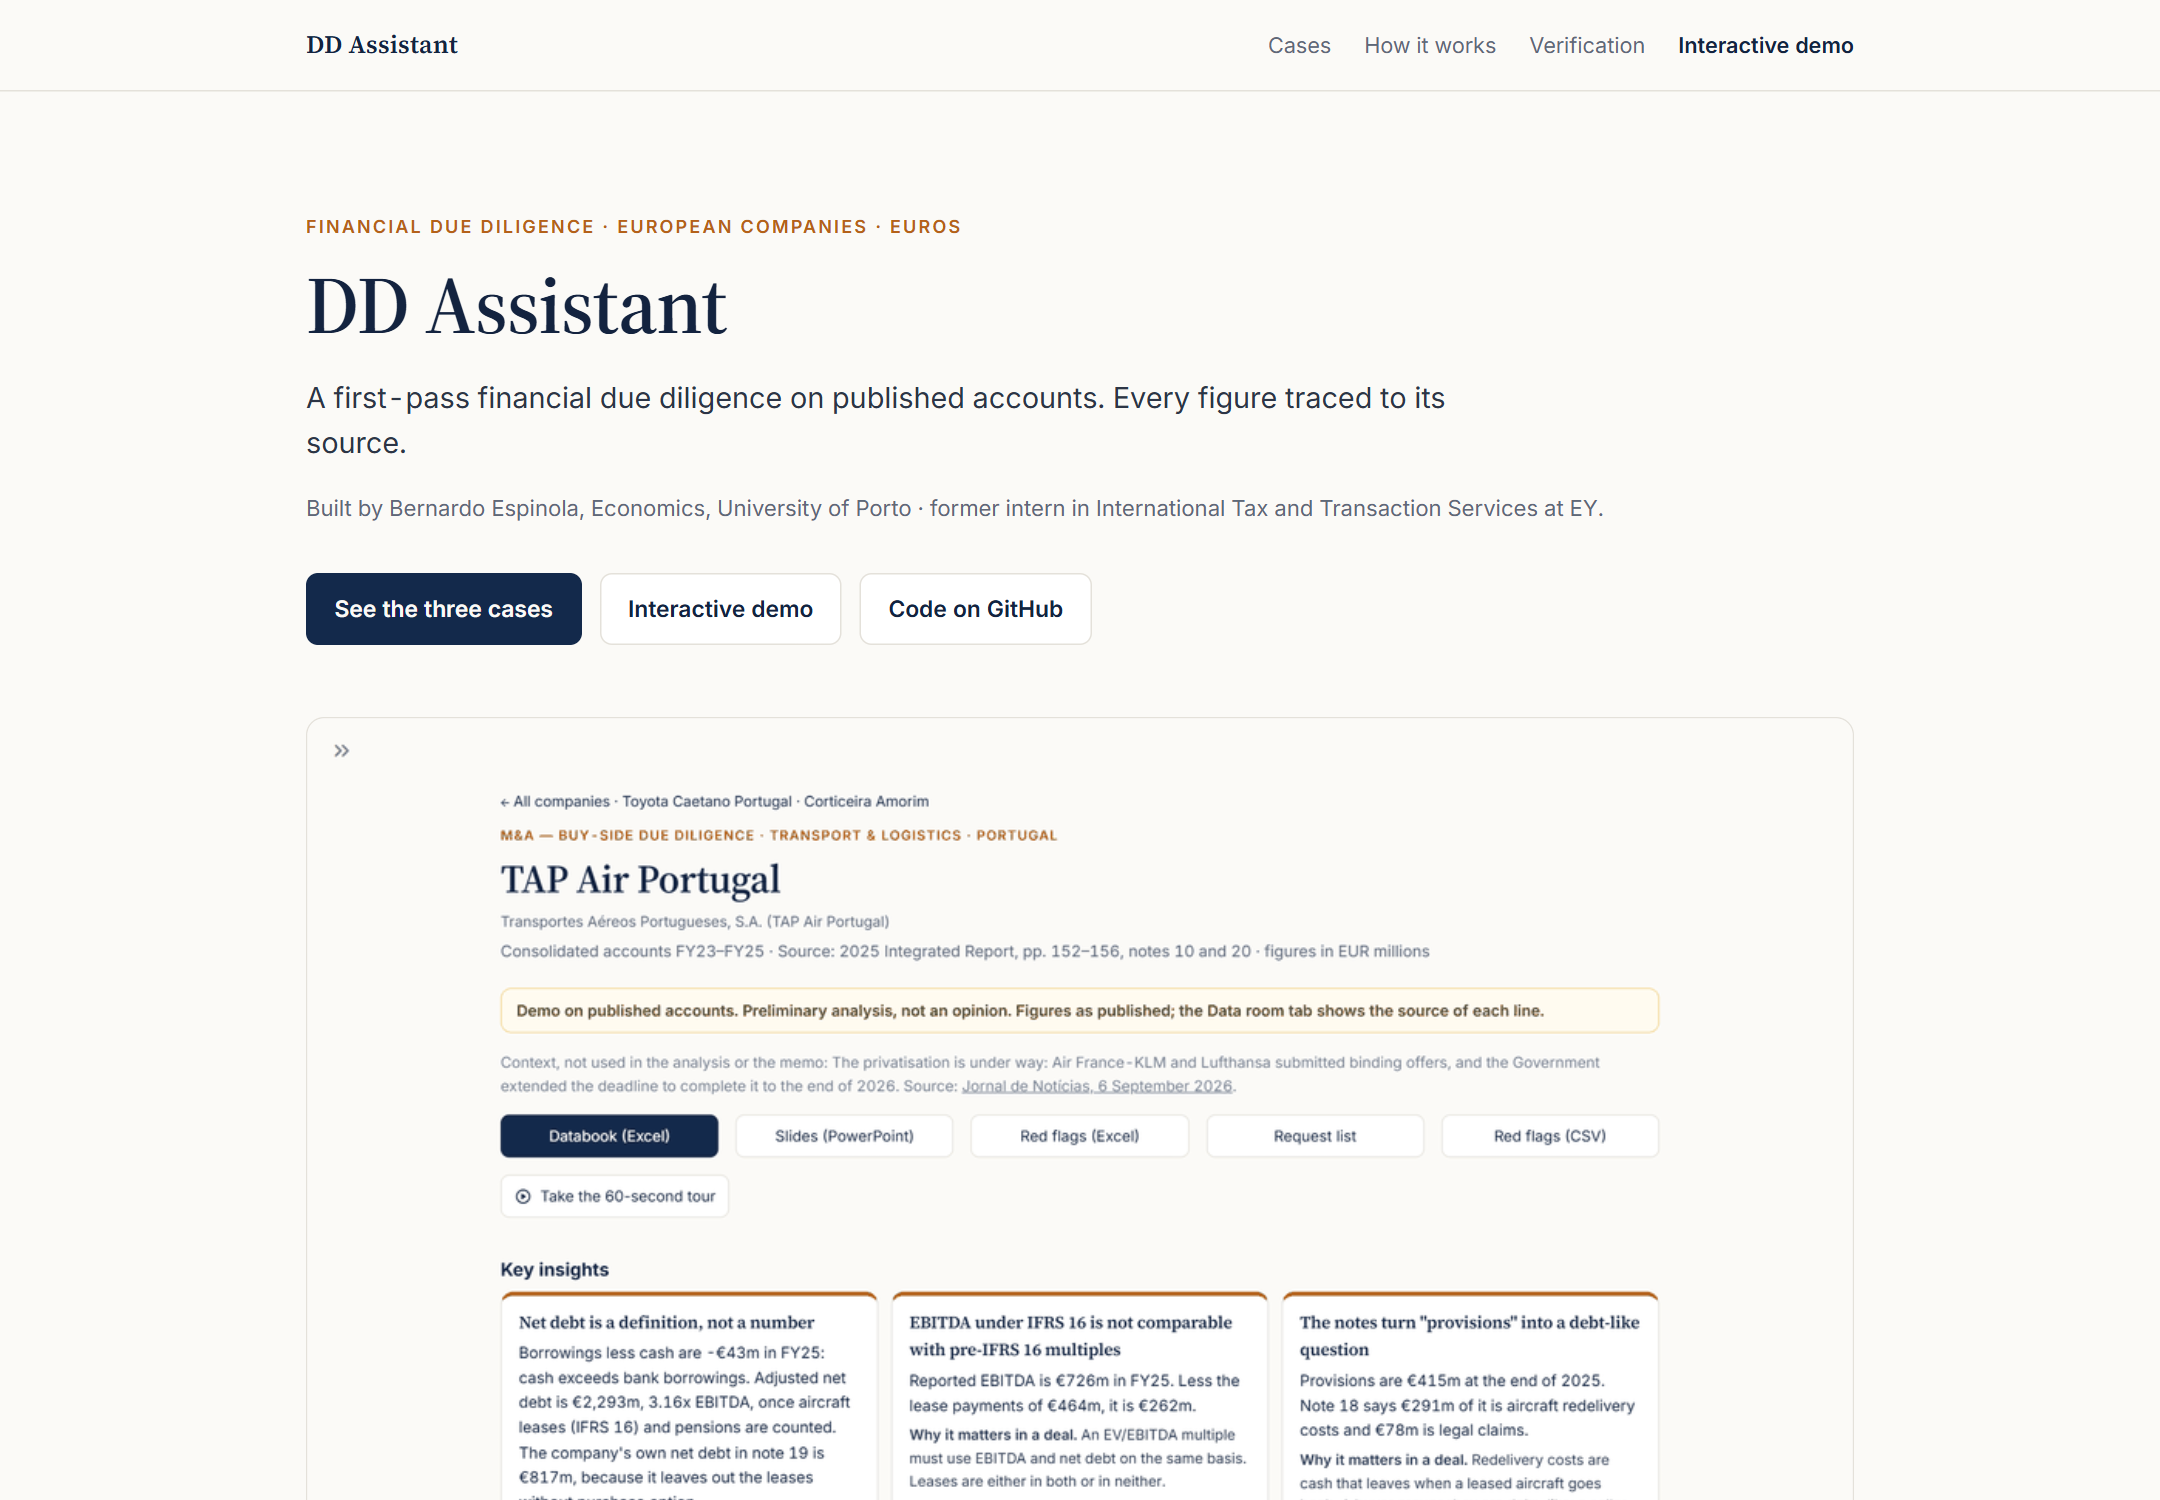 DD Assistant
Cases How it works Verification Interactive demo
FINANCIAL DUE DILIGENCE · EUROPEAN COMPANIES · EUROS
DD Assistant
A first-pass financial due diligence on published accounts. Every figure traced to its
source.
Built by Bernardo Espinola, Economics, University of Porto · former intern in International Tax and Transaction Services at EY.
See the three cases Interactive demo Code on GitHub
»
← All companies · Toyota Caetano Portugal · Corticeira Amorim
M&A — BUY-SIDE DUE DILIGENCE · TRANSPORT & LOGISTICS · PORTUGAL
TAP Air Portugal
Transportes Aéreos Portugueses, S.A. (TAP Air Portugal)
Consolidated accounts FY23–FY25 · Source: 2025 Integrated Report, pp. 152–156, notes 10 and 20 · figures in EUR millions
Demo on published accounts. Preliminary analysis, not an opinion. Figures as published; the Data room tab shows the source of each line.
Context, not used in the analysis or the memo: The privatisation is under way: Air France-KLM and Lufthansa submitted binding offers, and the Government
extended the deadline to complete it to the end of 2026. Source: Jornal de Notícias, 6 September 2026.
Databook (Excel) Slides (PowerPoint) Red flags (Excel) Request list Red flags (CSV)
Take the 60-second tour
Key insights
Net debt is a definition, not a number
Borrowings less cash are -€43m in FY25:
cash exceeds bank borrowings. Adjusted net
debt is €2,293m, 3.16x EBITDA, once aircraft
leases (IFRS 16) and pensions are counted.
The company's own net debt in note 19 is
€817m, because it leaves out the leases
EBITDA under IFRS 16 is not comparable
with pre-IFRS 16 multiples
Reported EBITDA is €726m in FY25. Less the
lease payments of €464m, it is €262m.
Why it matters in a deal. An EV/EBITDA multiple
must use EBITDA and net debt on the same basis.
Leases are either in both or in neither.
The notes turn "provisions" into a debt-like
question
Provisions are €415m at the end of 2025.
Note 18 says €291m of it is aircraft redelivery
costs and €78m is legal claims.
Why it matters in a deal. Redelivery costs are
cash that leaves when a leased aircraft goes